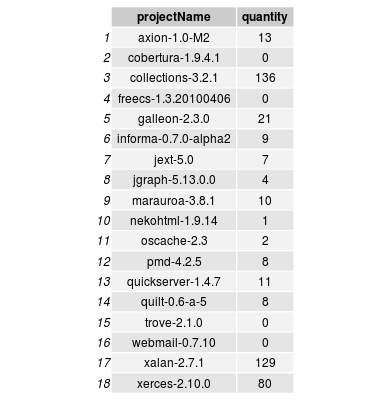 projectName quantity
1 axion-1.0-M2 13
2 cobertura-1.9.4.1 0
3 collections-3.2.1 136
4 freecs-1.3.20100406 0
5 galleon-2.3.0 21
6 informa-0.7.0-alpha2 9
7 jext-5.0 7
8 jgraph-5.13.0.0 4
9 marauroa-3.8.1 10
10 nekohtml-1.9.14 1
11 oscache-2.3 2
12 pmd-4.2.5 8
13 quickserver-1.4.7 11
14 quilt-0.6-a-5 8
15 trove-2.1.0 0
16 webmail-0.7.10 0
17 xalan-2.7.1 129
18 xerces-2.10.0 80